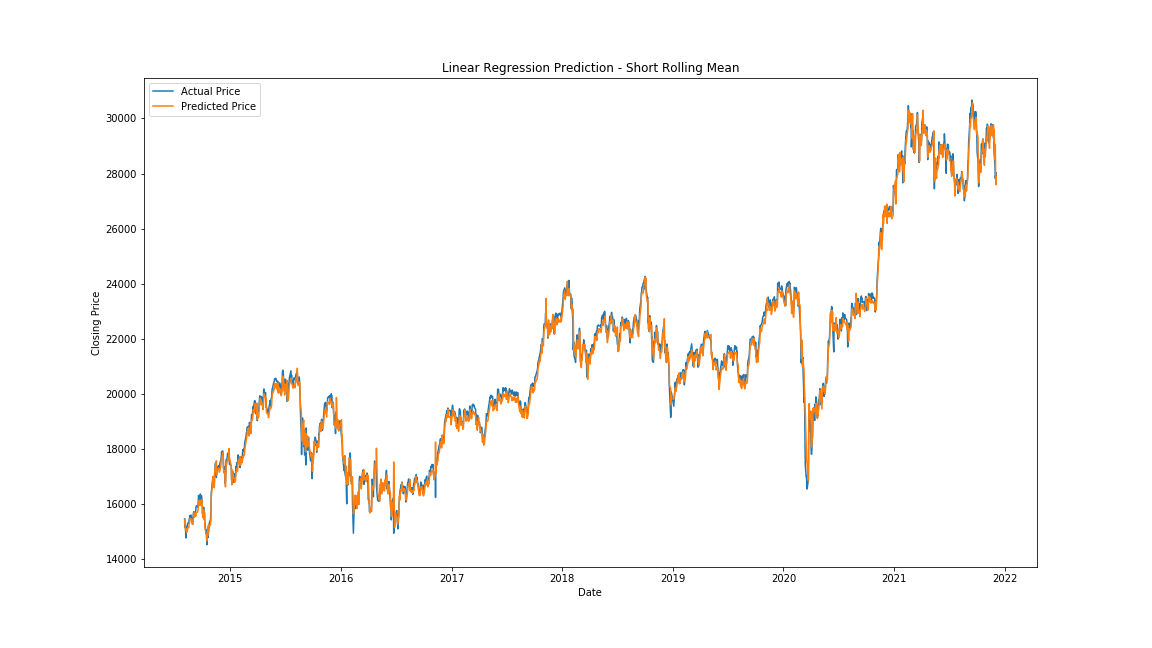 Linear Regression Prediction - Short Rolling Mean
Actual Price
Predicted Price
30000
28000
26000
24000
22000
20000
18000
16000
14000
Closing Price
2015 2016 2017 2018 2019 2020 2021 2022
Date